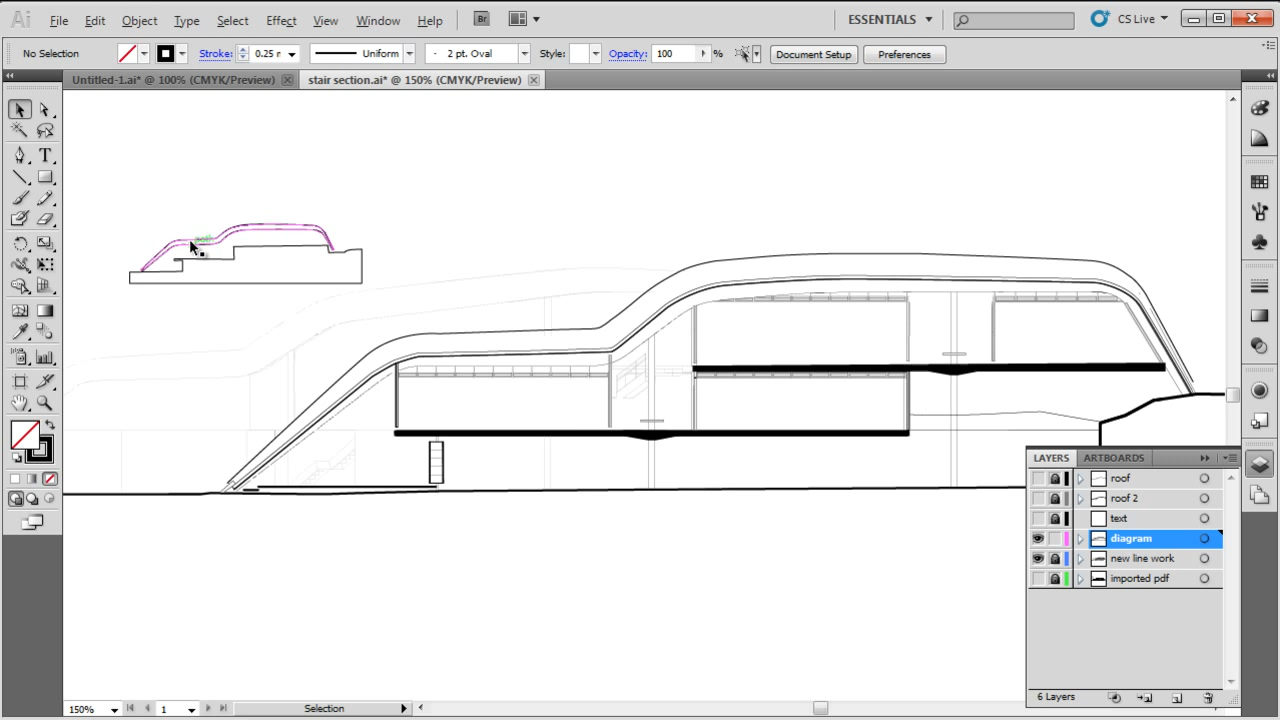 Ai File Edit Object Type Select Effect View Window Help Br ESSENTIALS CS Live
No Selection Stroke: 0.25 Uniform 2 pt. Oval Style: Opacity: 100 % Document Setup Preferences
Untitled-1.ai* @ 100% (CMYK/Preview) stair section.ai* @ 150% (CMYK/Preview)
path
LAYERS ARTBOARDS
roof
roof 2
text
diagram
new line work
imported pdf
6 Layers
150% 1 Selection